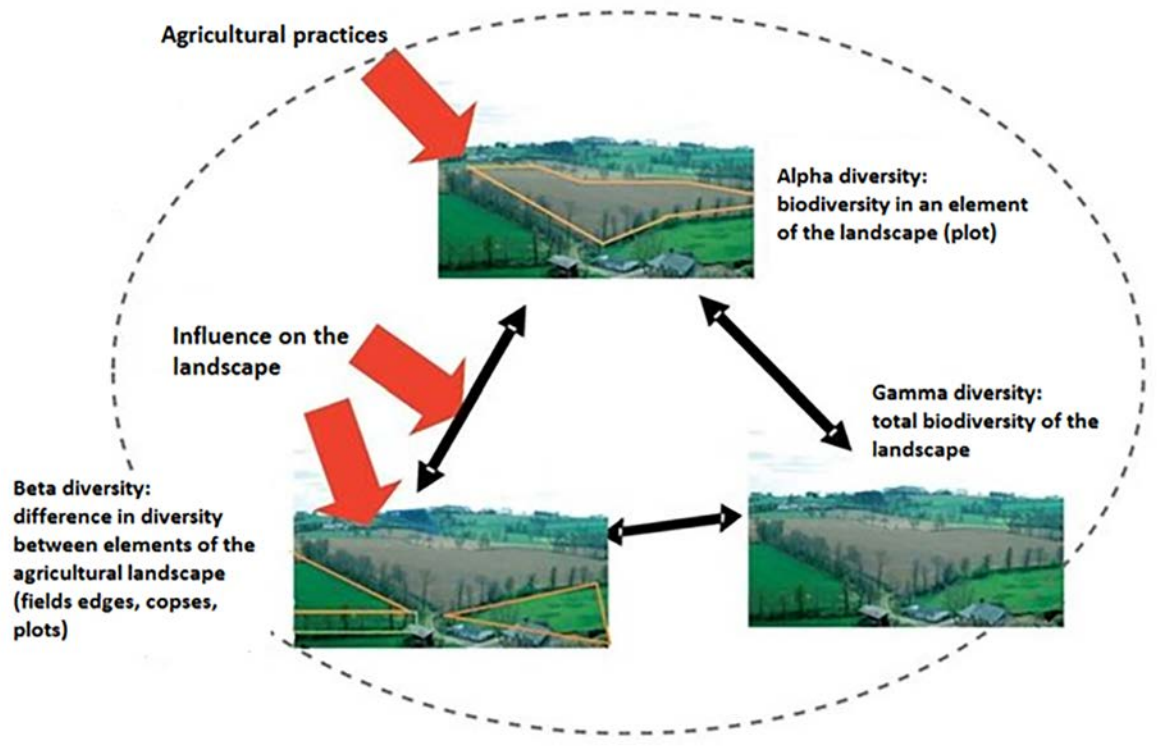 Agricultural practices
Alpha diversity:
biodiversity in an element
of the landscape (plot)
Influence on the
landscape
Gamma diversity:
total biodiversity of the
landscape
Beta diversity:
difference in diversity
between elements of the
agricultural landscape
(fields edges, copses,
plots)